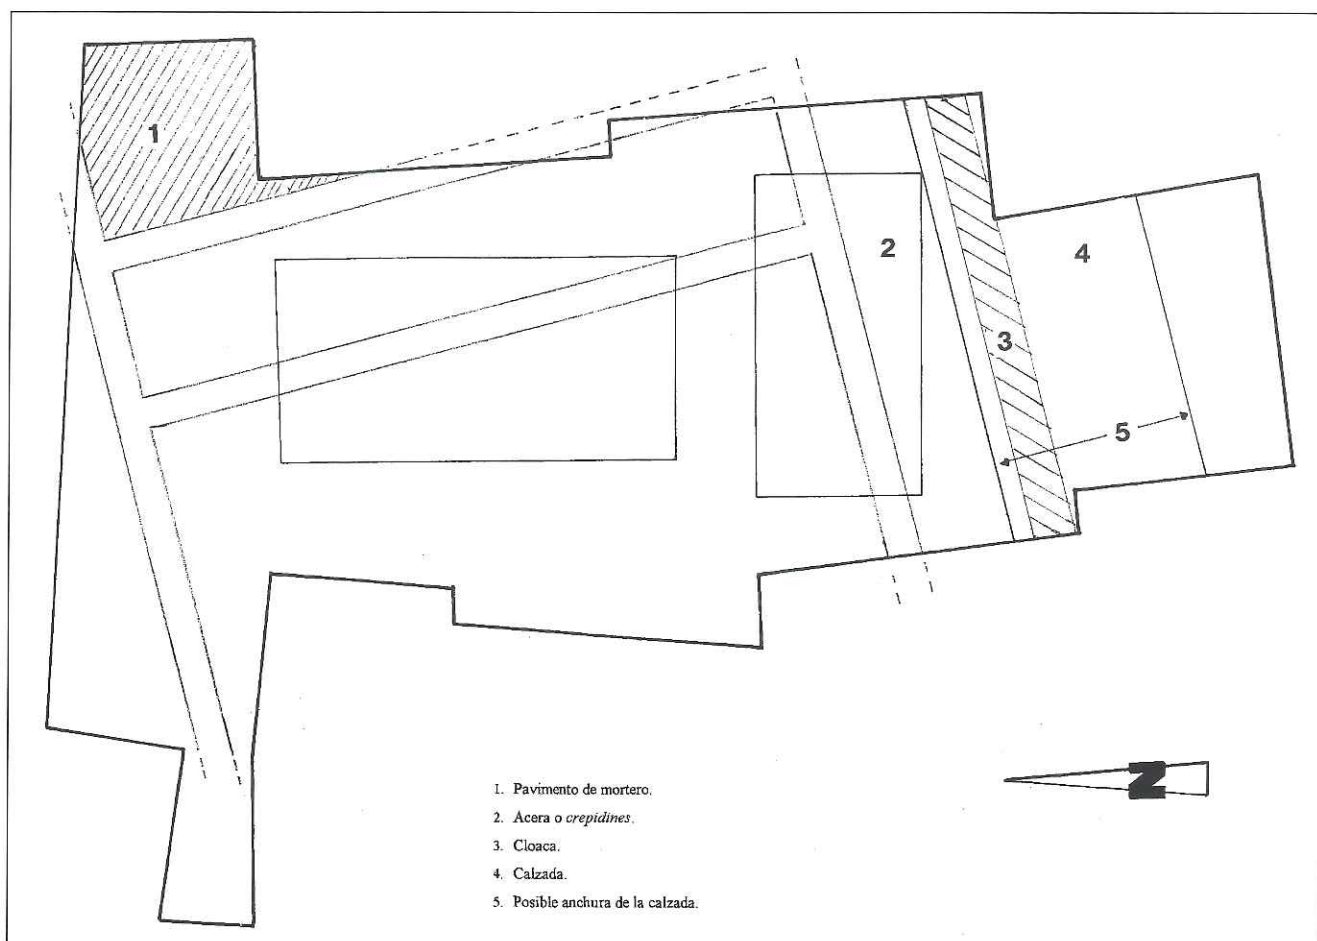 1
2
3
4
5
1. Pavimento de mortero.
2. Acera o crepidines.
3. Cloaca.
4. Calzada.
5. Posible anchura de la calzada.
N